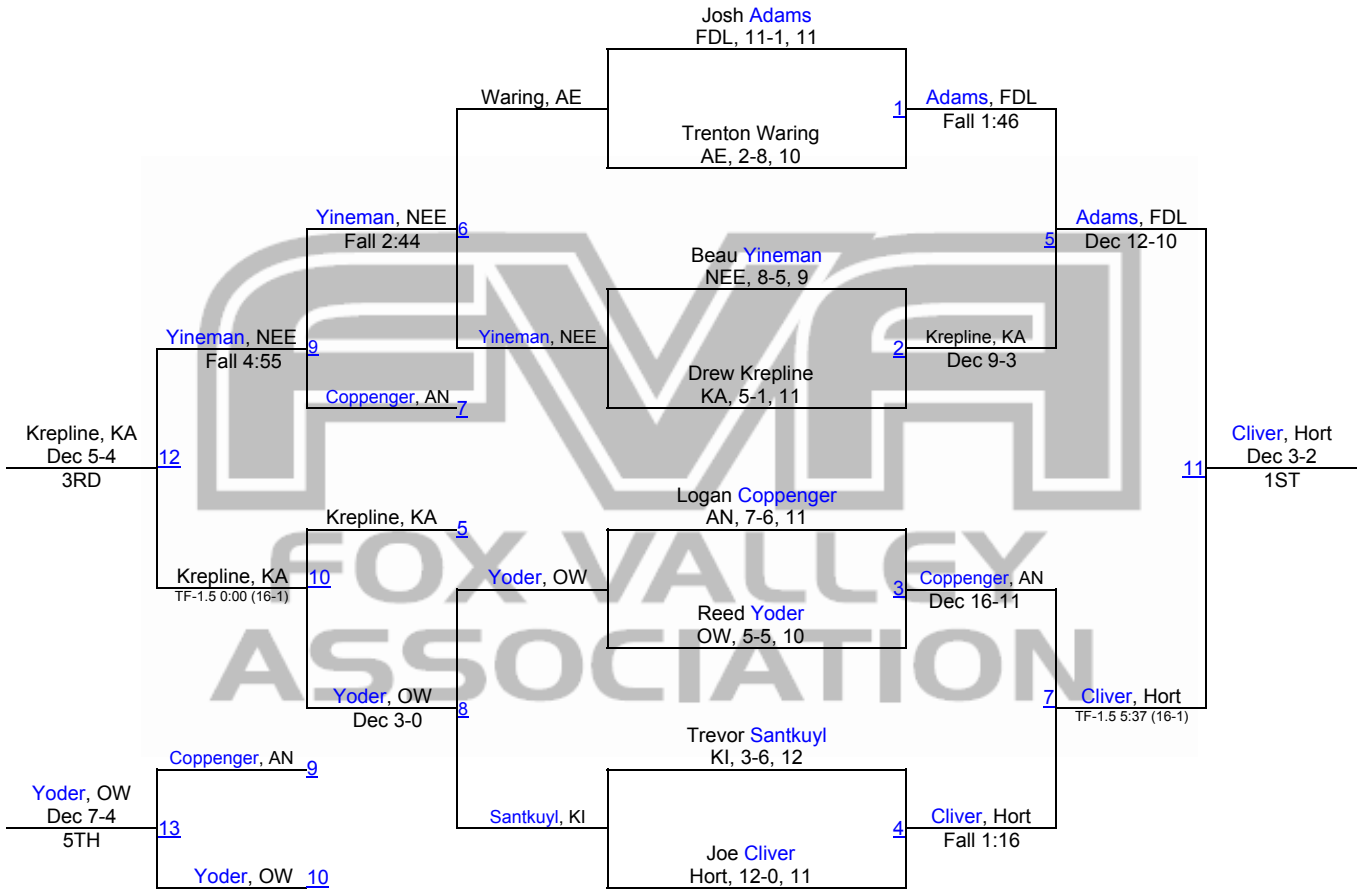 Josh Adams
FDL, 11-1, 11
Waring, AE
1
Adams, FDL
Fall 1:46
Trenton Waring
AE, 2-8, 10
Yineman, NEE
Fall 2:44
6
Adams, FDL
Dec 12-10
5
Beau Yineman
NEE, 8-5, 9
Yineman, NEE
Fall 4:55
9
Yineman, NEE
2
Krepline, KA
Dec 9-3
Drew Krepline
KA, 5-1, 11
Coppenger, AN
7
Krepline, KA
Dec 5-4
3RD
12
Cliver, Hort
Dec 3-2
1ST
11
Logan Coppenger
AN, 7-6, 11
Krepline, KA
5
Krepline, KA
TF-1.5 0:00 (16-1)
10
Yoder, OW
3
Coppenger, AN
Dec 16-11
Reed Yoder
OW, 5-5, 10
Yoder, OW
Dec 3-0
8
7
Cliver, Hort
TF-1.5 5:37 (16-1)
Trevor Santkuyl
KI, 3-6, 12
Coppenger, AN
9
Yoder, OW
Dec 7-4
5TH
13
Santkuyl, KI
4
Cliver, Hort
Fall 1:16
Joe Cliver
Hort, 12-0, 11
Yoder, OW
10
FVA
FOX VALLEY
ASSOCIATION